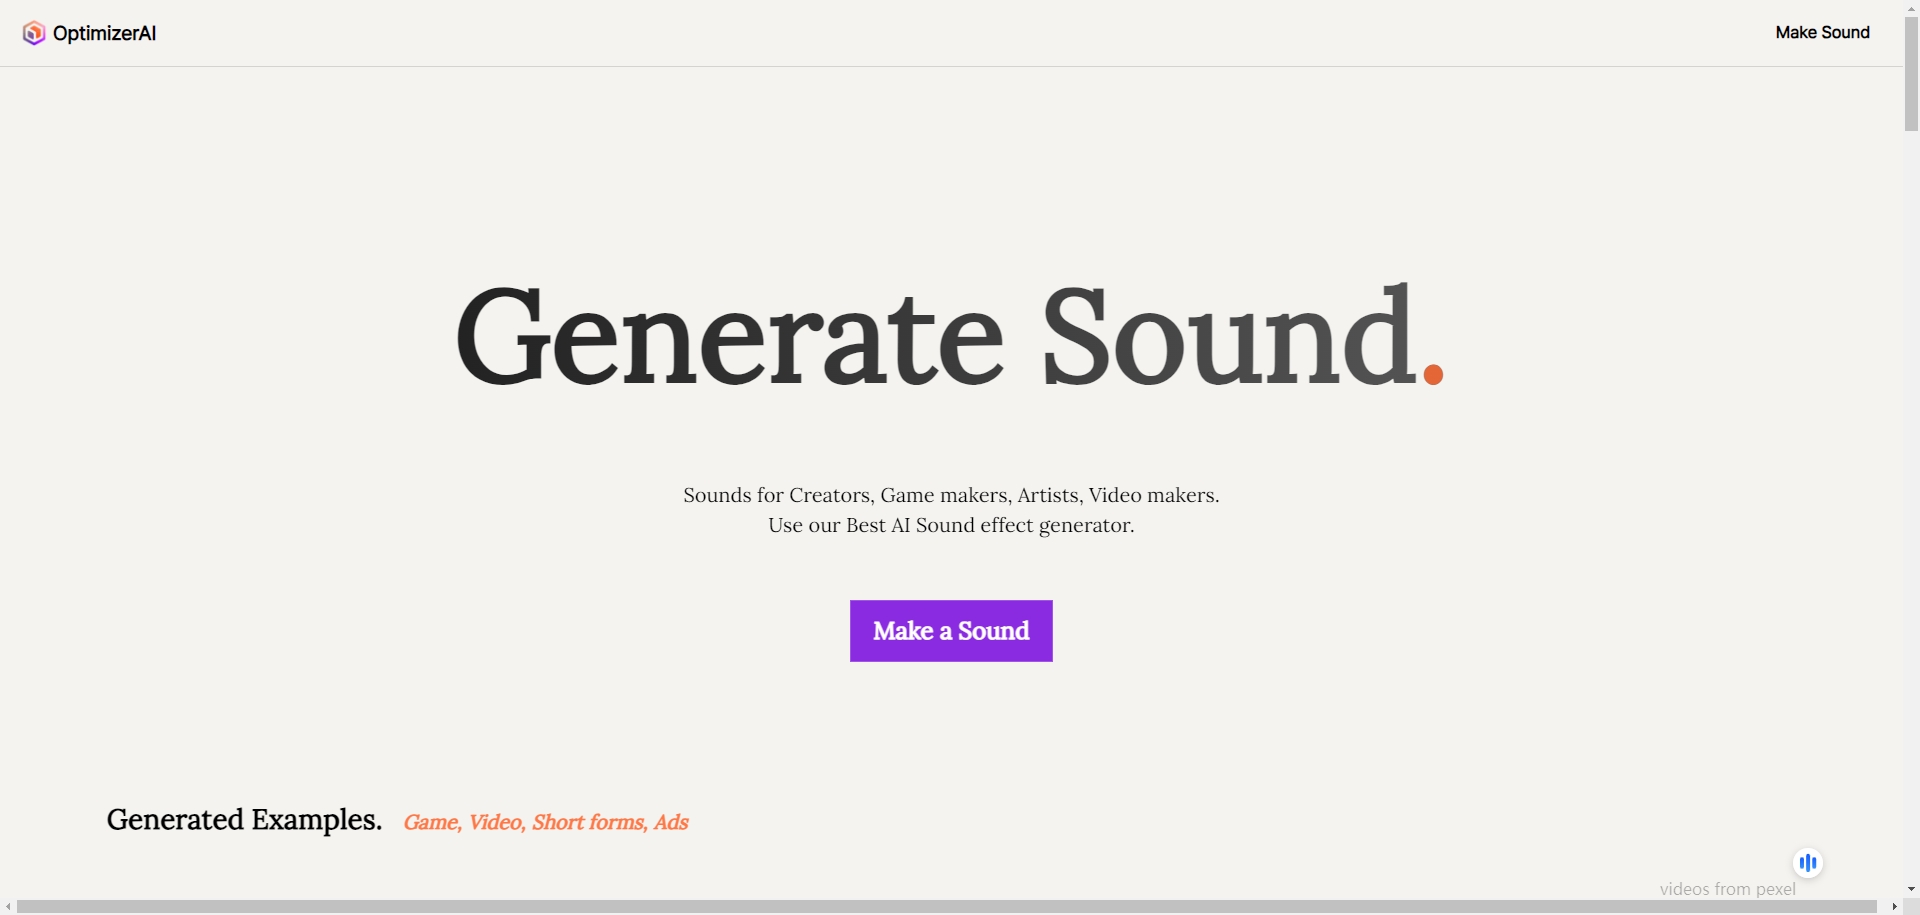 OptimizerAI
Make Sound
Generate Sound.
Sounds for Creators, Game makers, Artists, Video makers.
Use our Best AI Sound effect generator.
Make a Sound
Generated Examples. Game, Video, Short forms, Ads
videos from pexel